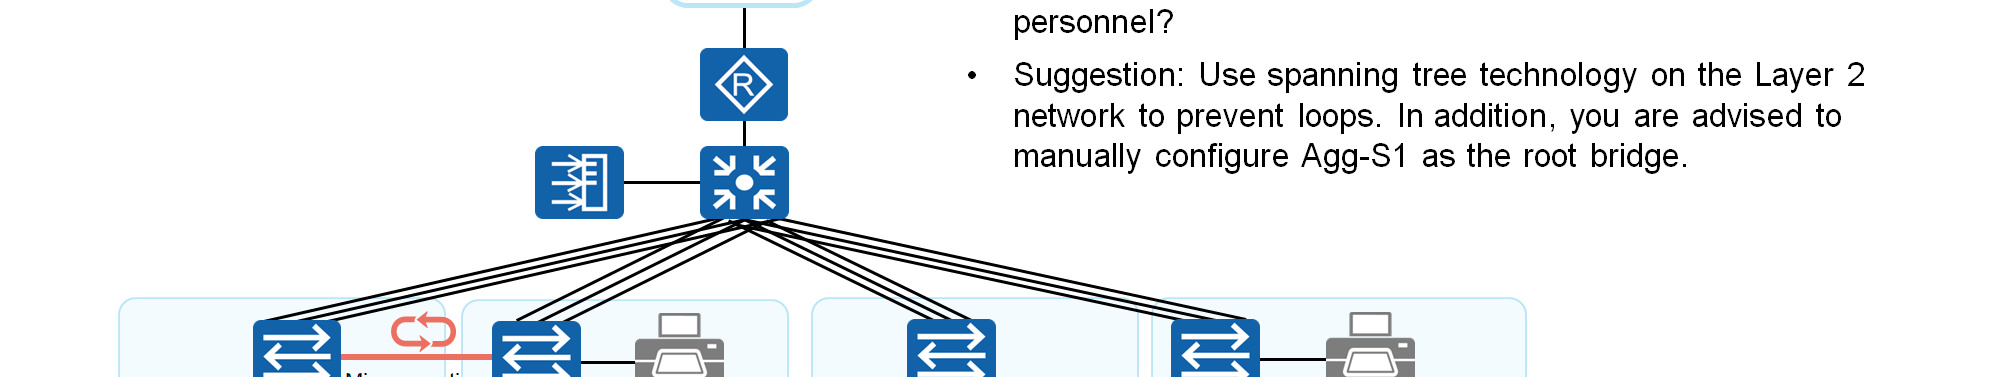 personnel?
• Suggestion: Use spanning tree technology on the Layer 2
network to prevent loops. In addition, you are advised to
manually configure Agg-S1 as the root bridge.
R